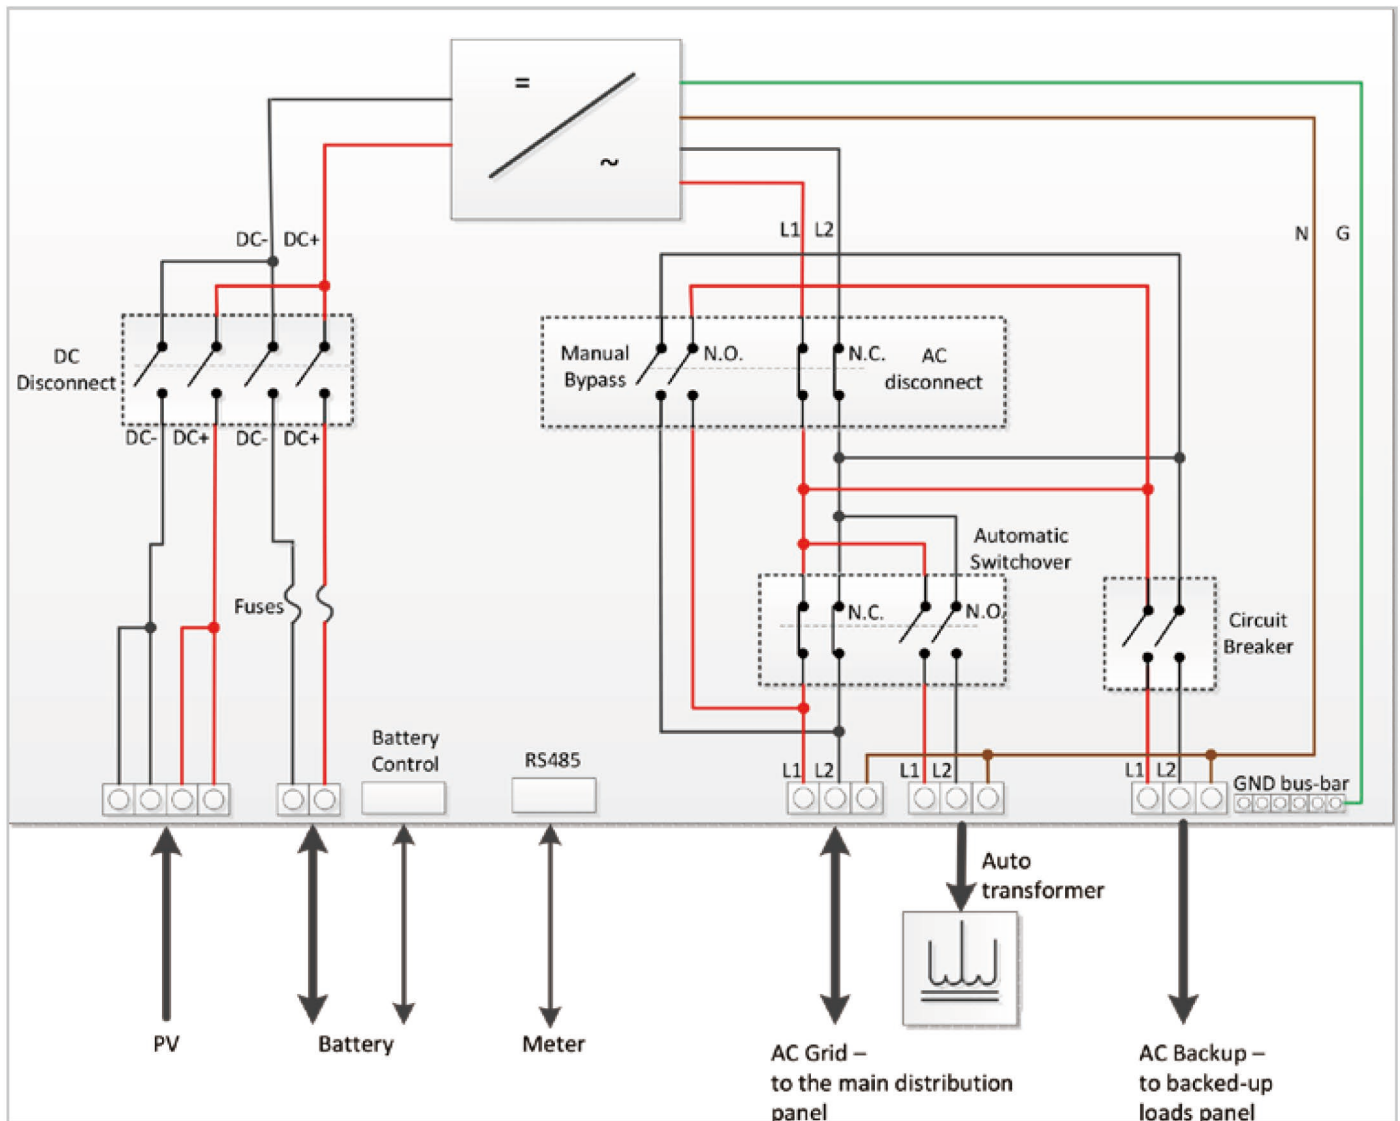 =
~
DC- DC+
L1 L2
N G
DC
Disconnect
Manual
Bypass
N.O.
N.C.
AC
disconnect
DC- DC+ DC- DC+
Automatic
Switchover
Fuses
N.C.
N.O.
Circuit
Breaker
Battery
Control
RS485
L1 L2
L1 L2
L1 L2
GND bus-bar
Auto
transformer
PV
Battery
Meter
AC Grid –
to the main distribution
panel
AC Backup –
to backed-up
loads panel